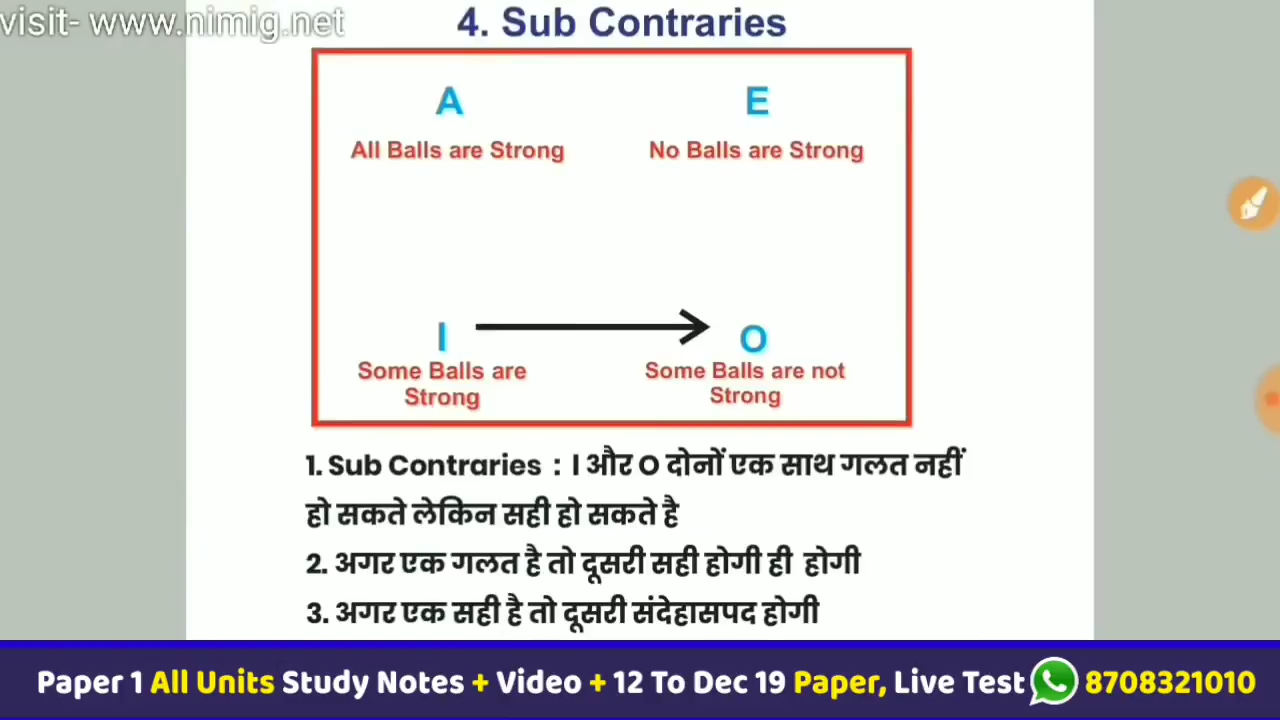 visit- www.nimig.net
4. Sub Contraries
A
E
All Balls are Strong
No Balls are Strong
I
O
Some Balls are
Strong
Some Balls are not
Strong
1. Sub Contraries : I और O दोनों एक साथ गलत नहीं
हो सकते लेकिन सही हो सकते है
2. अगर एक गलत है तो दूसरी सही होगी ही होगी
3. अगर एक सही है तो दूसरी संदेहासपद होगी
Paper 1 All Units Study Notes + Video + 12 To Dec 19 Paper, Live Test 8708321010